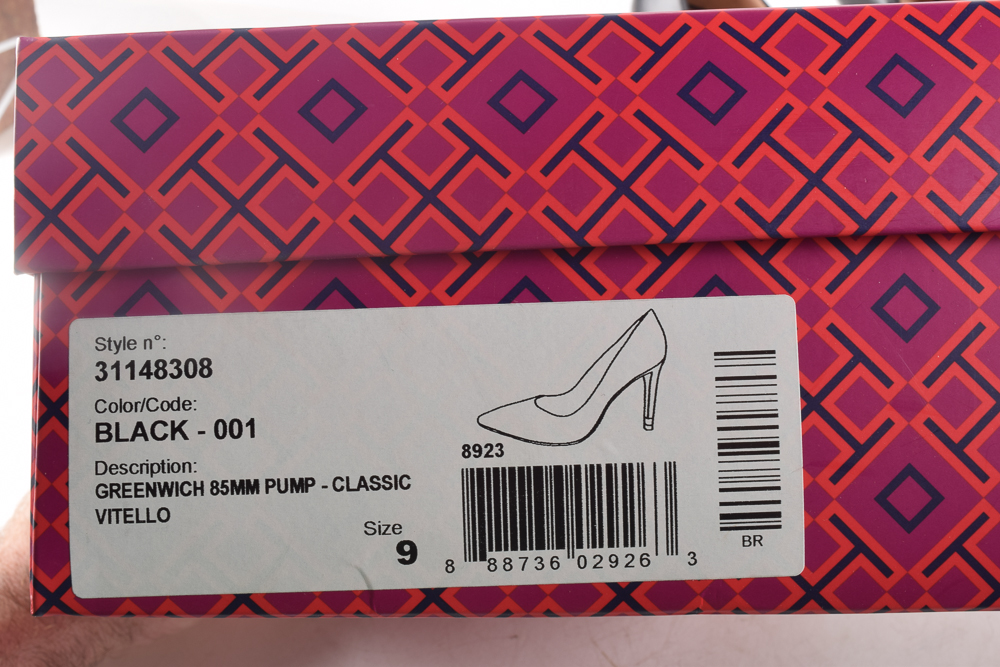 Style n°:
31148308
Color/Code:
BLACK - 001
Description:
GREENWICH 85MM PUMP - CLASSIC
VITELLO
Size
9
8923
8 88736 02926 3
BR